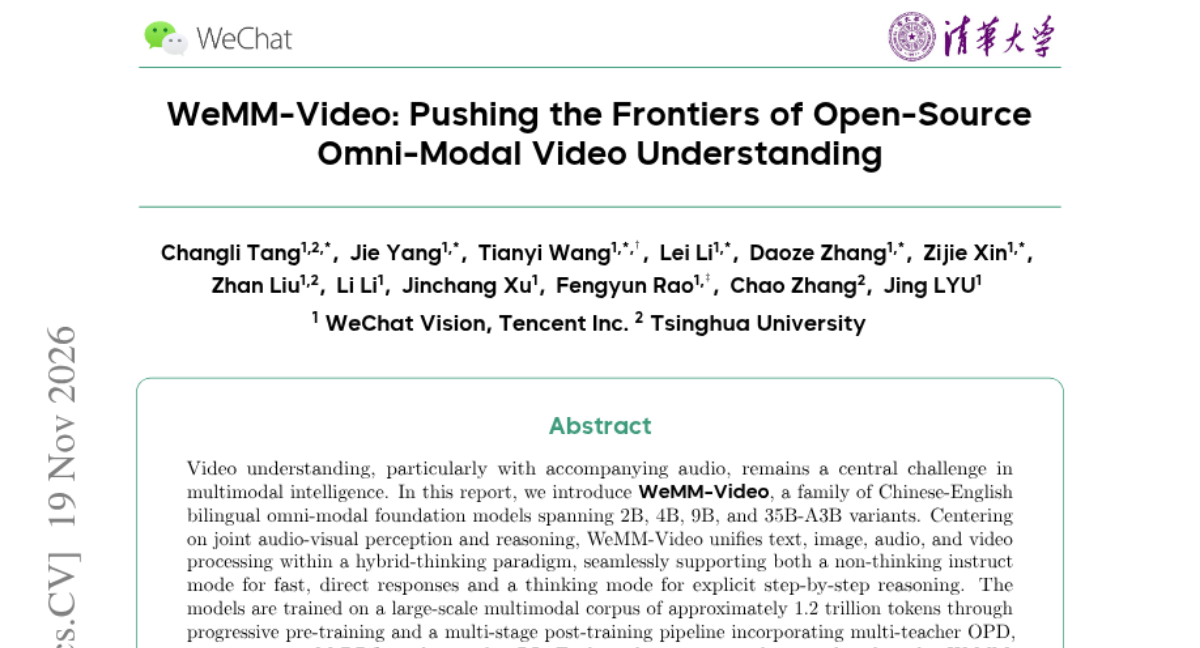 WeChat
清華大学
WeMM-Video: Pushing the Frontiers of Open-Source
Omni-Modal Video Understanding
Changli Tang1,2,*, Jie Yang1,*, Tianyi Wang1,*,†, Lei Li1,*, Daoze Zhang1,*, Zijie Xin1,*,
Zhan Liu1,2, Li Li1, Jinchang Xu1, Fengyun Rao1,‡, Chao Zhang2, Jing LYU1
1 WeChat Vision, Tencent Inc. 2 Tsinghua University
cs.CV] 19 Nov 2026
Abstract
Video understanding, particularly with accompanying audio, remains a central challenge in
multimodal intelligence. In this report, we introduce WeMM-Video, a family of Chinese-English
bilingual omni-modal foundation models spanning 2B, 4B, 9B, and 35B-A3B variants. Centering
on joint audio-visual perception and reasoning, WeMM-Video unifies text, image, audio, and video
processing within a hybrid-thinking paradigm, seamlessly supporting both a non-thinking instruct
mode for fast, direct responses and a thinking mode for explicit step-by-step reasoning. The
models are trained on a large-scale multimodal corpus of approximately 1.2 trillion tokens through
progressive pre-training and a multi-stage post-training pipeline incorporating multi-teacher OPD,